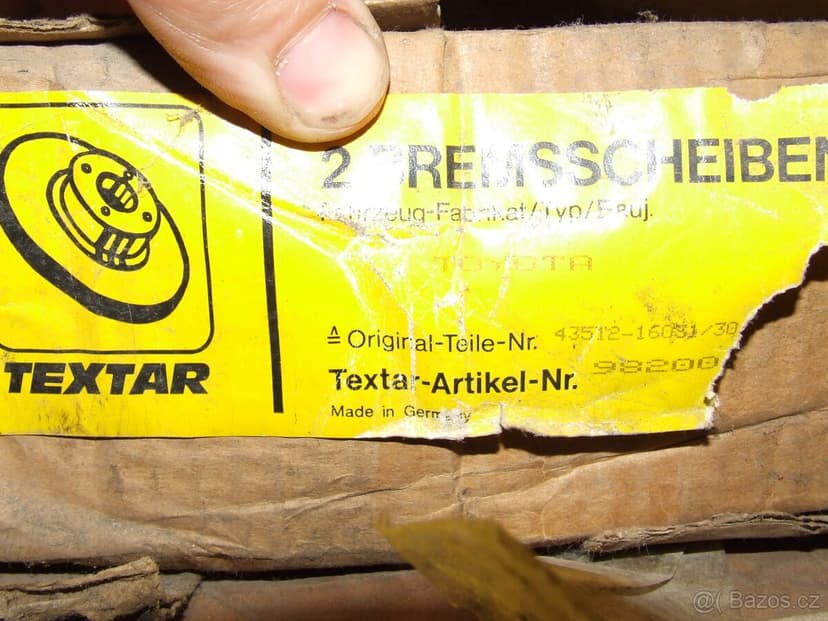 2 BREMSSCHEIBEN
Fahrzeug-Fabrikat/Typ/Bauj.
TOYOTA
≙ Original-Teile-Nr. 43512-16031/30
TEXTAR
Textar-Artikel-Nr. 98200
Made in Germany
@( Bazos.cz